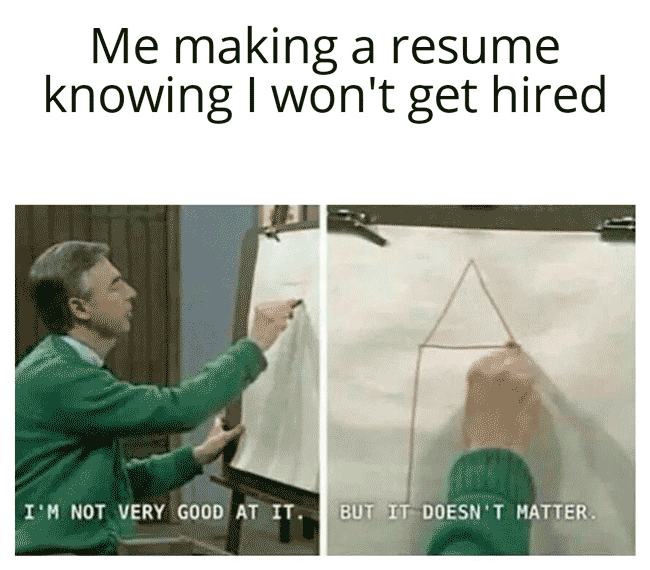 Me making a resume
knowing I won't get hired
I'M NOT VERY GOOD AT IT.
BUT IT DOESN'T MATTER.